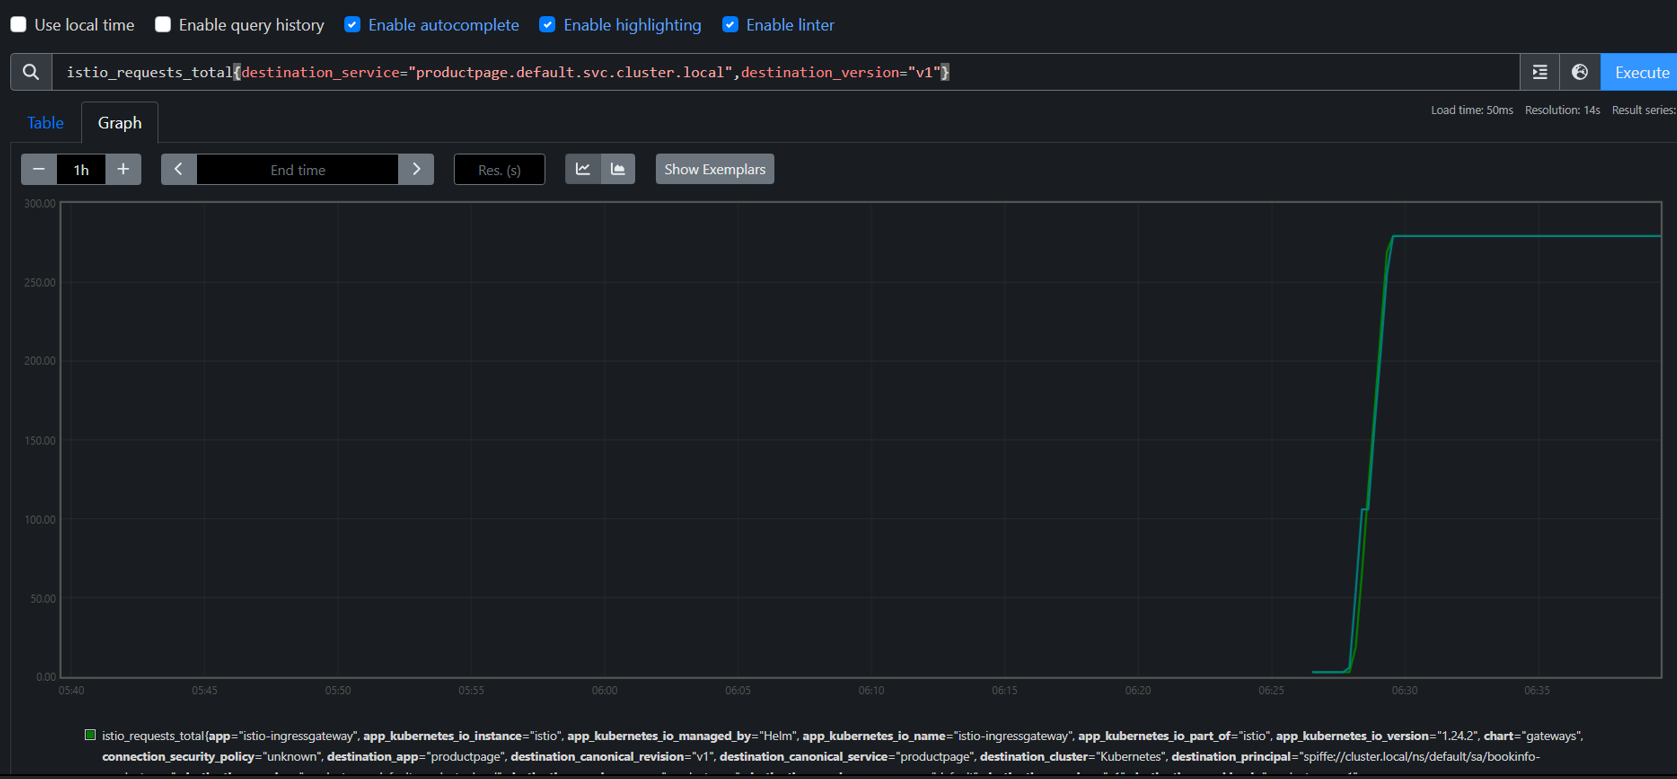 Use local time Enable query history Enable autocomplete Enable highlighting Enable linter
istio_requests_total{destination_service="productpage.default.svc.cluster.local",destination_version="v1"} Execute
Load time: 50ms Resolution: 14s Result series:
Table Graph
− 1h + End time Res. (s) Show Exemplars
300.00
250.00
200.00
150.00
100.00
50.00
0.00
05:40 05:45 05:50 05:55 06:00 06:05 06:10 06:15 06:20 06:25 06:30 06:35
istio_requests_total{app="istio-ingressgateway", app_kubernetes_io_instance="istio", app_kubernetes_io_managed_by="Helm", app_kubernetes_io_name="istio-ingressgateway", app_kubernetes_io_part_of="istio", app_kubernetes_io_version="1.24.2", chart="gateways",
connection_security_policy="unknown", destination_app="productpage", destination_canonical_revision="v1", destination_canonical_service="productpage", destination_cluster="Kubernetes", destination_principal="spiffe://cluster.local/ns/default/sa/bookinfo-